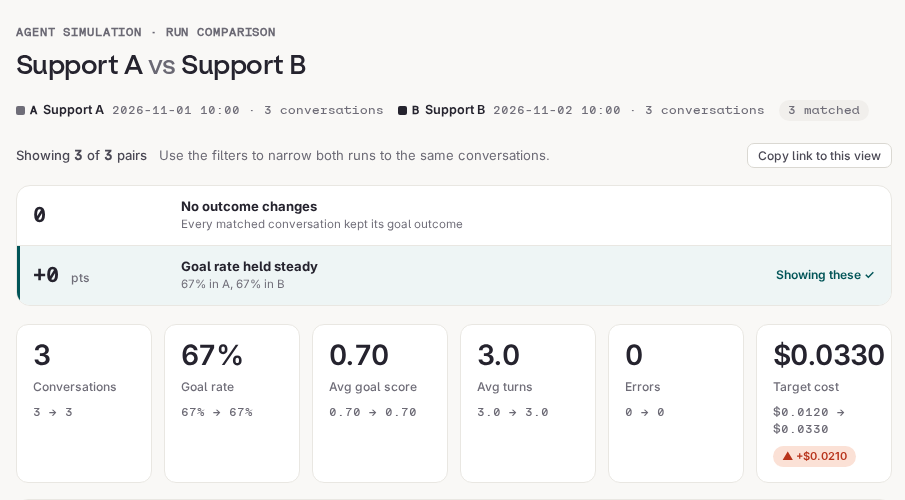 AGENT SIMULATION · RUN COMPARISON
Support A vs Support B
A Support A 2026-11-01 10:00 · 3 conversations B Support B 2026-11-02 10:00 · 3 conversations 3 matched
Showing 3 of 3 pairs Use the filters to narrow both runs to the same conversations. Copy link to this view
0 No outcome changes
Every matched conversation kept its goal outcome
+0 pts Goal rate held steady
67% in A, 67% in B
Showing these ✓
3 67% 0.70 3.0 0 $0.0330
Conversations Goal rate Avg goal score Avg turns Errors Target cost
3 → 3 67% → 67% 0.70 → 0.70 3.0 → 3.0 0 → 0 $0.0120 →
$0.0330
▲ +$0.0210